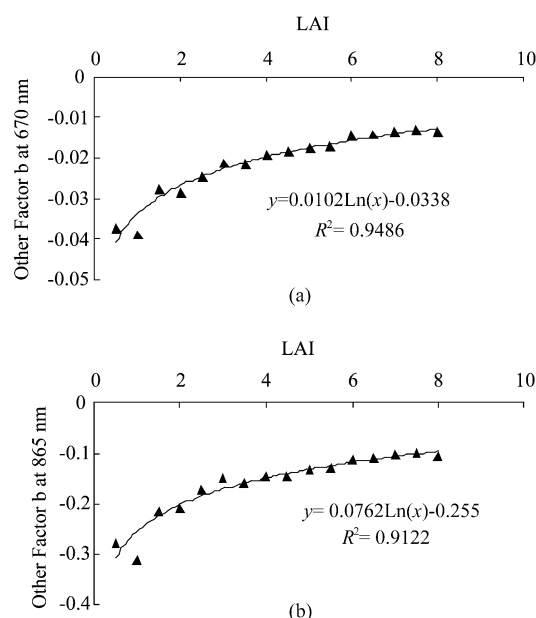 LAI
0 2 4 6 8 10
0
-0.01
-0.02
-0.03
-0.04
-0.05
Other Factor b at 670 nm
y=0.0102Ln(x)-0.0338
R²= 0.9486
(a)
LAI
0 2 4 6 8 10
0
-0.1
-0.2
-0.3
-0.4
Other Factor b at 865 nm
y= 0.0762Ln(x)-0.255
R²= 0.9122
(b)